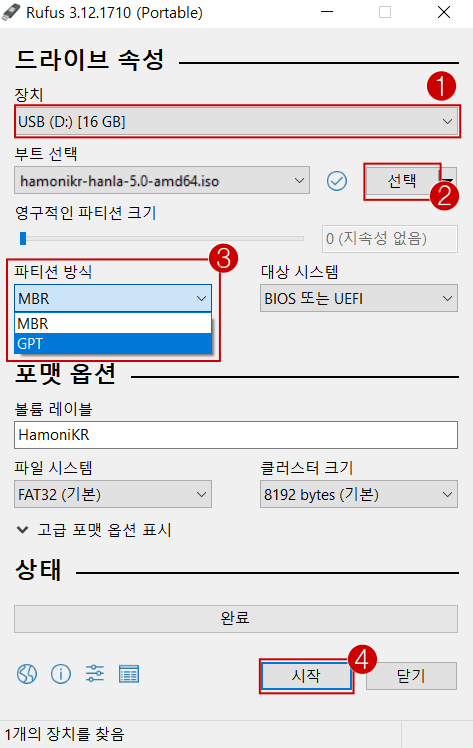 Rufus 3.12.1710 (Portable)
드라이브 속성
1
장치
USB (D:) [16 GB]
부트 선택
hamonikr-hanla-5.0-amd64.iso
선택
2
영구적인 파티션 크기
0 (지속성 없음)
3
파티션 방식
대상 시스템
MBR
BIOS 또는 UEFI
MBR
GPT
포맷 옵션
볼륨 레이블
HamoniKR
파일 시스템
클러스터 크기
FAT32 (기본)
8192 bytes (기본)
고급 포맷 옵션 표시
상태
완료
4
시작
닫기
1개의 장치를 찾음